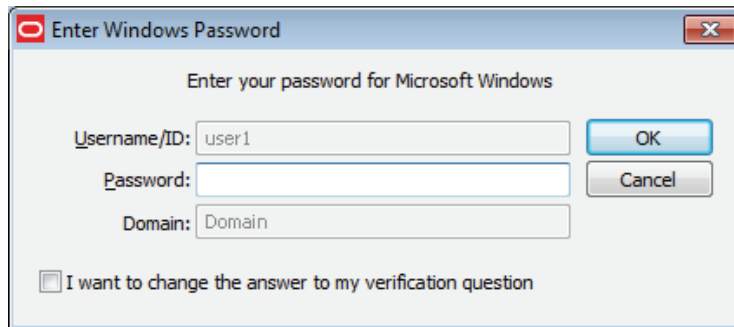 Enter Windows Password
Enter your password for Microsoft Windows
Username/ID: user1 OK
Password: Cancel
Domain: Domain
I want to change the answer to my verification question